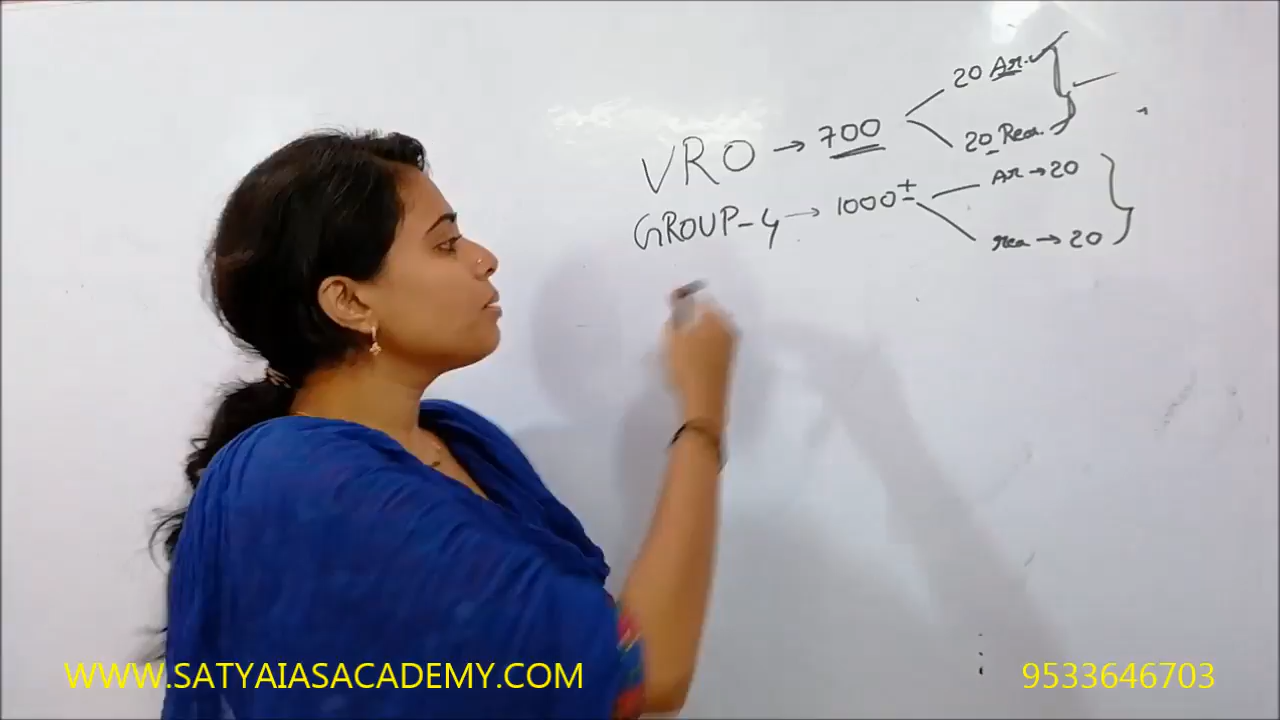 VRO → 700
20 Ar.
20 Rea.
GROUP-4 → 1000±
Ar → 20
rea → 20
WWW.SATYAIASACADEMY.COM
9533646703